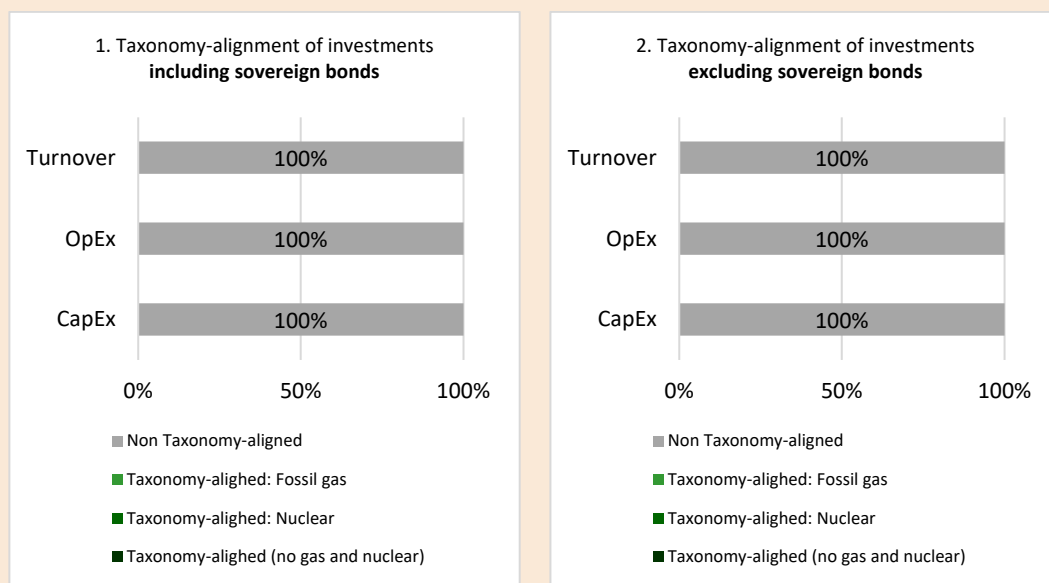 1. Taxonomy-alignment of investments
including sovereign bonds
Turnover
100%
OpEx
100%
CapEx
100%
0%
50%
100%
Non Taxonomy-aligned
Taxonomy-alighed: Fossil gas
Taxonomy-alighed: Nuclear
Taxonomy-alighed (no gas and nuclear)
2. Taxonomy-alignment of investments
excluding sovereign bonds
Turnover
100%
OpEx
100%
CapEx
100%
0%
50%
100%
Non Taxonomy-aligned
Taxonomy-alighed: Fossil gas
Taxonomy-alighed: Nuclear
Taxonomy-alighed (no gas and nuclear)